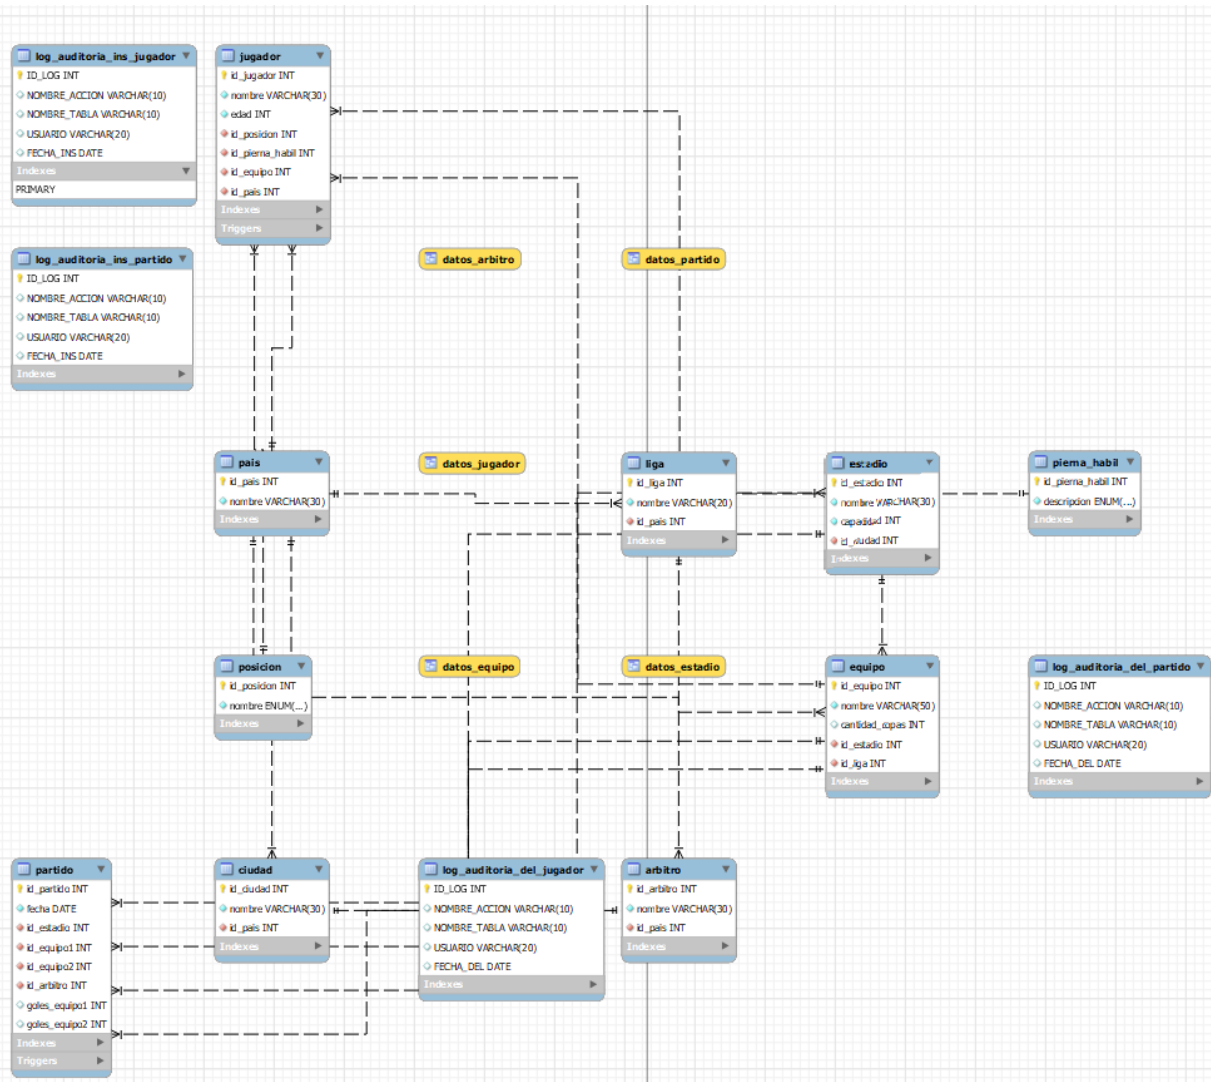 log_auditoria_ins_jugador
ID_LOG INT
NOMBRE_ACCION VARCHAR(10)
NOMBRE_TABLA VARCHAR(10)
USUARIO VARCHAR(20)
FECHA_INS DATE
Indexes
PRIMARY
jugador
id_jugador INT
nombre VARCHAR(30)
edad INT
id_posicion INT
id_pierna_habil INT
id_equipo INT
id_pais INT
Indexes
Triggers
log_auditoria_ins_partido
ID_LOG INT
NOMBRE_ACCION VARCHAR(10)
NOMBRE_TABLA VARCHAR(10)
USUARIO VARCHAR(20)
FECHA_INS DATE
Indexes
datos_arbitro
datos_partido
pais
id_pais INT
nombre VARCHAR(30)
Indexes
datos_jugador
liga
id_liga INT
nombre VARCHAR(20)
id_pais INT
Indexes
estadio
id_estadio INT
nombre VARCHAR(30)
capacidad INT
id_ciudad INT
Indexes
pierna_habil
id_pierna_habil INT
descripcion ENUM(...)
Indexes
posicion
id_posicion INT
nombre ENUM(...)
Indexes
datos_equipo
datos_estadio
equipo
id_equipo INT
nombre VARCHAR(50)
cantidad_copas INT
id_estadio INT
id_liga INT
Indexes
log_auditoria_del_partido
ID_LOG INT
NOMBRE_ACCION VARCHAR(10)
NOMBRE_TABLA VARCHAR(10)
USUARIO VARCHAR(20)
FECHA_DEL DATE
Indexes
partido
id_partido INT
fecha DATE
id_estadio INT
id_equipo1 INT
id_equipo2 INT
id_arbitro INT
goles_equipo1 INT
goles_equipo2 INT
Indexes
Triggers
ciudad
id_ciudad INT
nombre VARCHAR(30)
id_pais INT
Indexes
log_auditoria_del_jugador
ID_LOG INT
NOMBRE_ACCION VARCHAR(10)
NOMBRE_TABLA VARCHAR(10)
USUARIO VARCHAR(20)
FECHA_DEL DATE
Indexes
arbitro
id_arbitro INT
nombre VARCHAR(30)
id_pais INT
Indexes